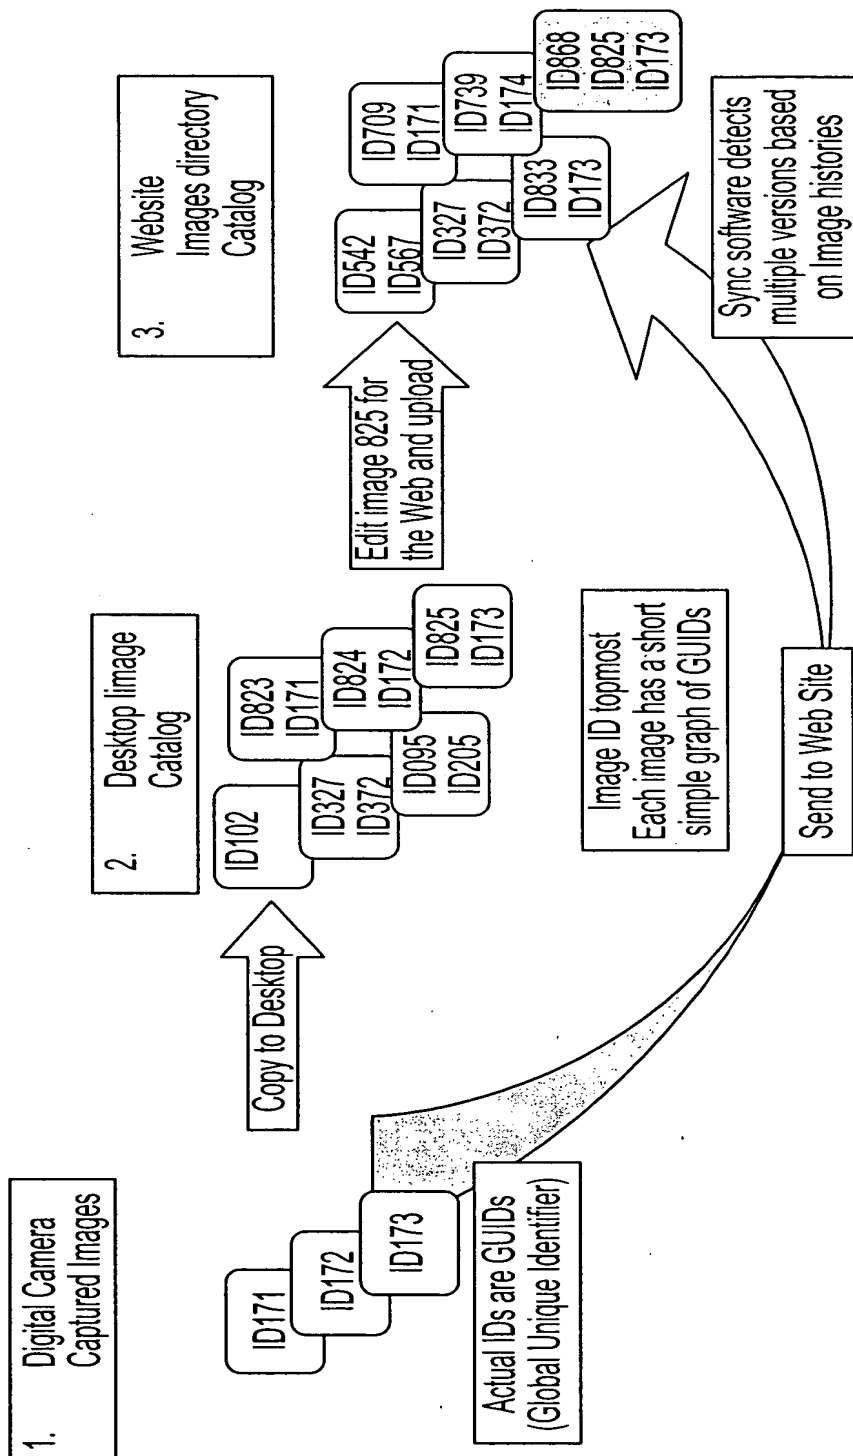 1. Digital Camera
Captured Images
ID171
ID172
ID173
Actual IDs are GUIDs
(Global Unique Identifier)
Copy to Desktop
2. Desktop Iimage
Catalog
ID102
ID823
ID171
ID327
ID372
ID824
ID172
ID095
ID205
ID825
ID173
Image ID topmost
Each image has a short
simple graph of GUIDs
Send to Web Site
Edit image 825 for
the Web and upload
3. Website
Images directory
Catalog
ID542
ID567
ID709
ID171
ID327
ID372
ID739
ID174
ID833
ID173
ID868
ID825
ID173
Sync software detects
multiple versions based
on Image histories